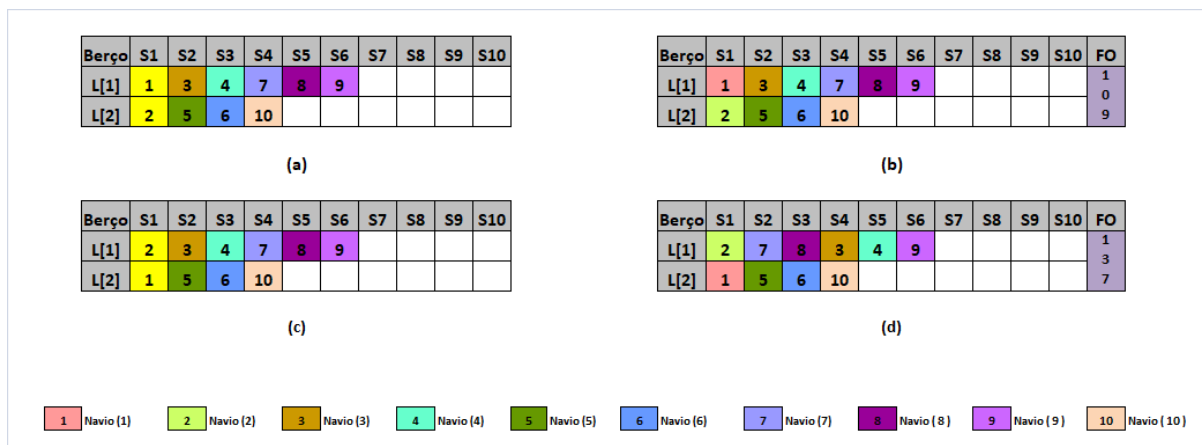 Berço S1 S2 S3 S4 S5 S6 S7 S8 S9 S10
L[1] 1 3 4 7 8 9
L[2] 2 5 6 10
(a)
Berço S1 S2 S3 S4 S5 S6 S7 S8 S9 S10 FO
L[1] 1 3 4 7 8 9 109
L[2] 2 5 6 10
(b)
Berço S1 S2 S3 S4 S5 S6 S7 S8 S9 S10
L[1] 2 3 4 7 8 9
L[2] 1 5 6 10
(c)
Berço S1 S2 S3 S4 S5 S6 S7 S8 S9 S10 FO
L[1] 2 7 8 3 4 9 137
L[2] 1 5 6 10
(d)
1 Navio (1) 2 Navio (2) 3 Navio (3) 4 Navio (4) 5 Navio (5) 6 Navio (6) 7 Navio (7) 8 Navio ( 8 ) 9 Navio ( 9 ) 10 Navio ( 10 )